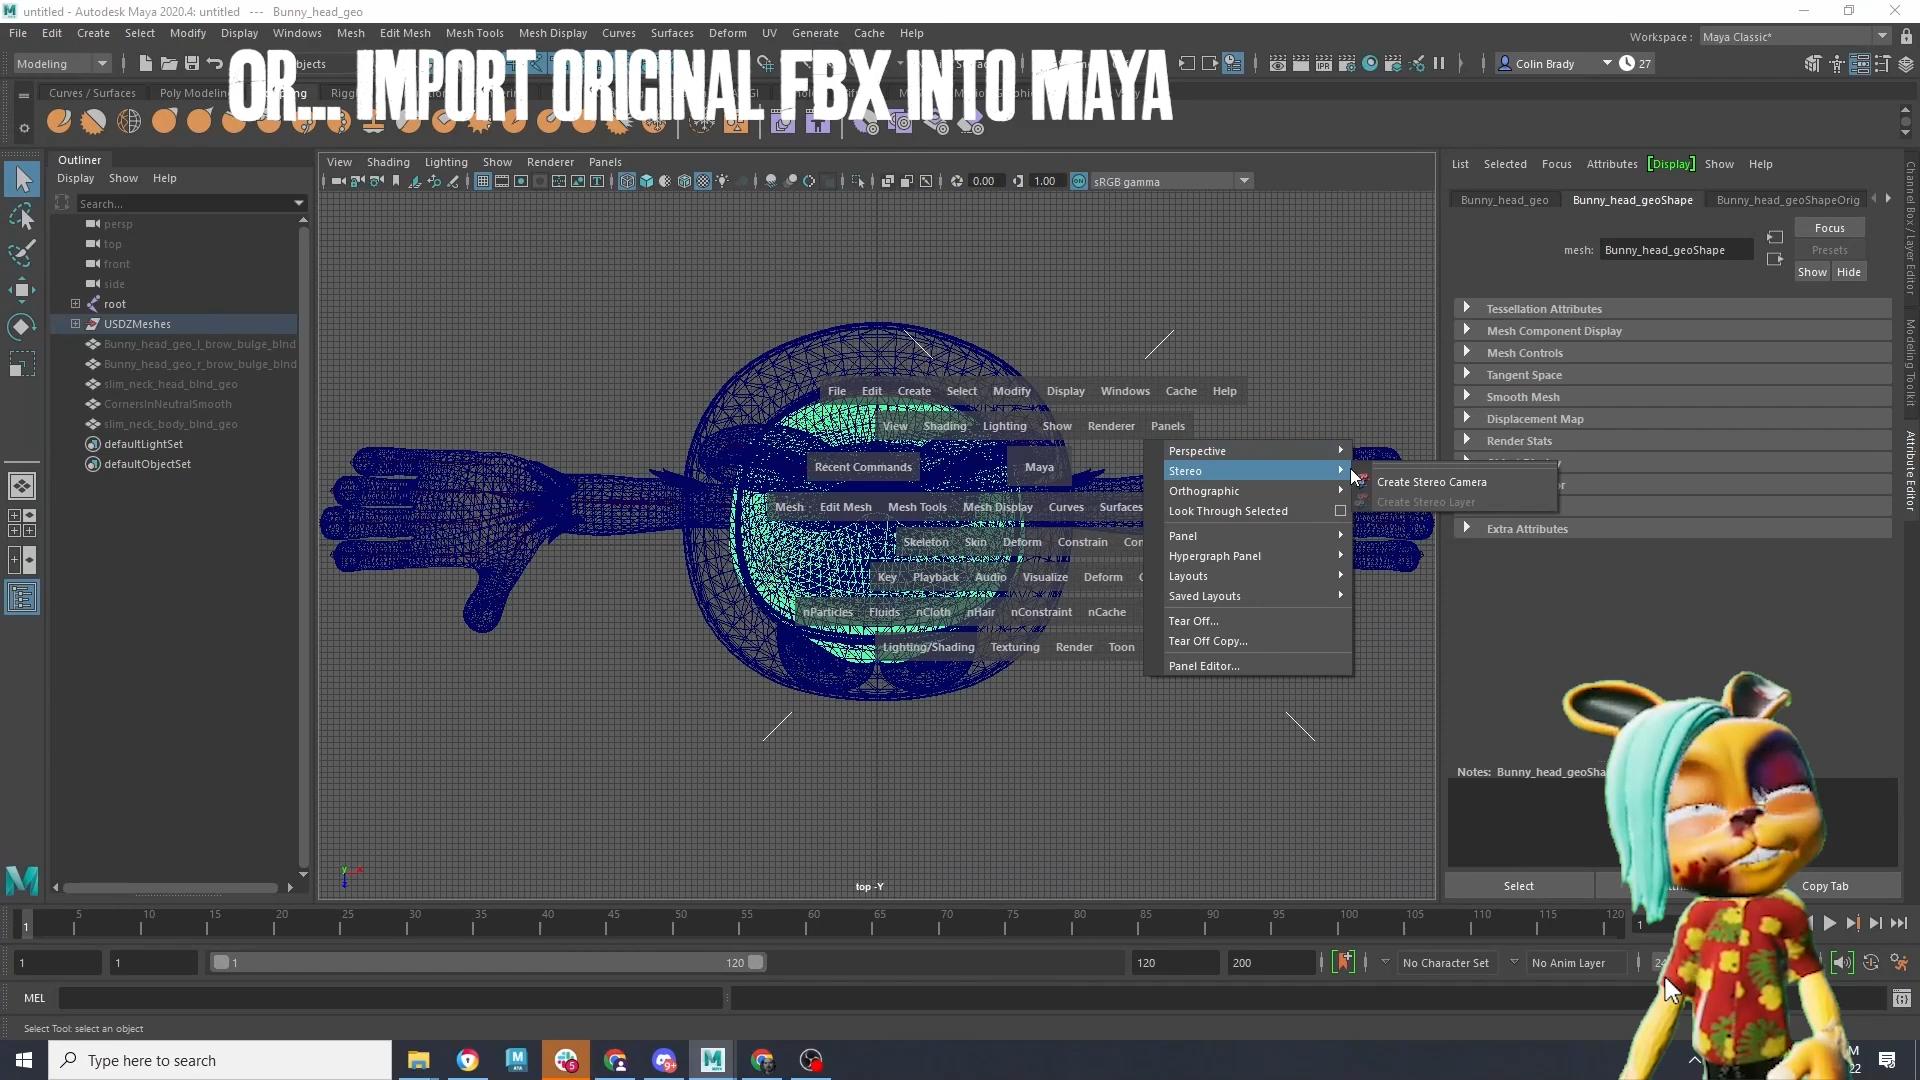 untitled - Autodesk Maya 2020.4: untitled   ---   Bunny_head_geo
File Edit Create Select Modify Display Windows Mesh Edit Mesh Mesh Tools Mesh Display Curves Surfaces Deform UV Generate Cache Help
Workspace : Maya Classic*
Modeling
Colin Brady 27
OR... IMPORT ORIGINAL FBX INTO MAYA
Curves / Surfaces Poly Modeling
Outliner
Display Show Help
Search...
persp
top
front
side
root
USDZMeshes
Bunny_head_geo_l_brow_bulge_blnd
Bunny_head_geo_r_brow_bulge_blnd
slim_neck_head_blnd_geo
CornersInNeutralSmooth
slim_neck_body_blnd_geo
defaultLightSet
defaultObjectSet
View Shading Lighting Show Renderer Panels
0.00 1.00 ON sRGB gamma
File Edit Create Select Modify Display Windows Cache Help
View Shading Lighting Show Renderer Panels
Recent Commands Maya
Mesh Edit Mesh Mesh Tools Mesh Display Curves Surfaces
Skeleton Skin Deform Constrain Con
Key Playback Audio Visualize Deform
nParticles Fluids nCloth nHair nConstraint nCache
Lighting/Shading Texturing Render Toon
Perspective
Stereo
Orthographic
Look Through Selected
Panel
Hypergraph Panel
Layouts
Saved Layouts
Tear Off...
Tear Off Copy...
Panel Editor...
Create Stereo Camera
Create Stereo Layer
top -Y
List Selected Focus Attributes [Display] Show Help
Bunny_head_geo Bunny_head_geoShape Bunny_head_geoShapeOrig
Focus
mesh: Bunny_head_geoShape
Presets
Show Hide
Tessellation Attributes
Mesh Component Display
Mesh Controls
Tangent Space
Smooth Mesh
Displacement Map
Render Stats
Extra Attributes
Notes: Bunny_head_geoSha
Select Copy Tab
Channel Box / Layer Editor
Modeling Toolkit
Attribute Editor
5 10 15 20 25 30 35 40 45 50 55 60 65 70 75 80 85 90 95 100 105 110 115 120
1 1
1 1 1 120 120 200 No Character Set No Anim Layer
MEL
Select Tool: select an object
Type here to search